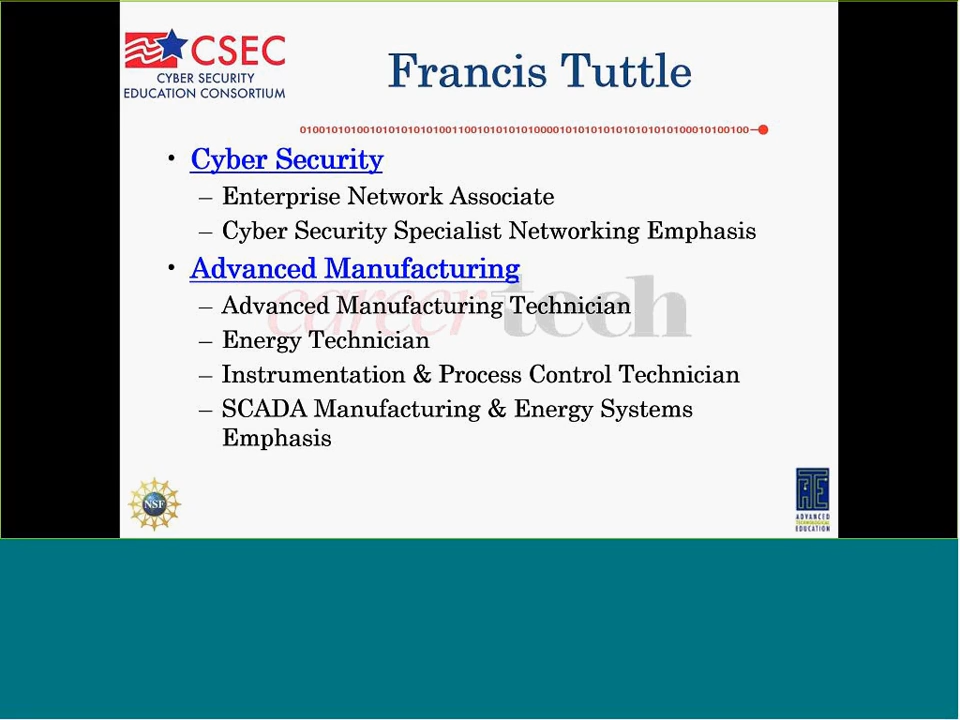 CSEC
CYBER SECURITY
EDUCATION CONSORTIUM
Francis Tuttle
• Cyber Security
– Enterprise Network Associate
– Cyber Security Specialist Networking Emphasis
• Advanced Manufacturing
career tech
– Advanced Manufacturing Technician
– Energy Technician
– Instrumentation & Process Control Technician
– SCADA Manufacturing & Energy Systems
Emphasis
NSF
ATE
ADVANCED
TECHNOLOGICAL
EDUCATION